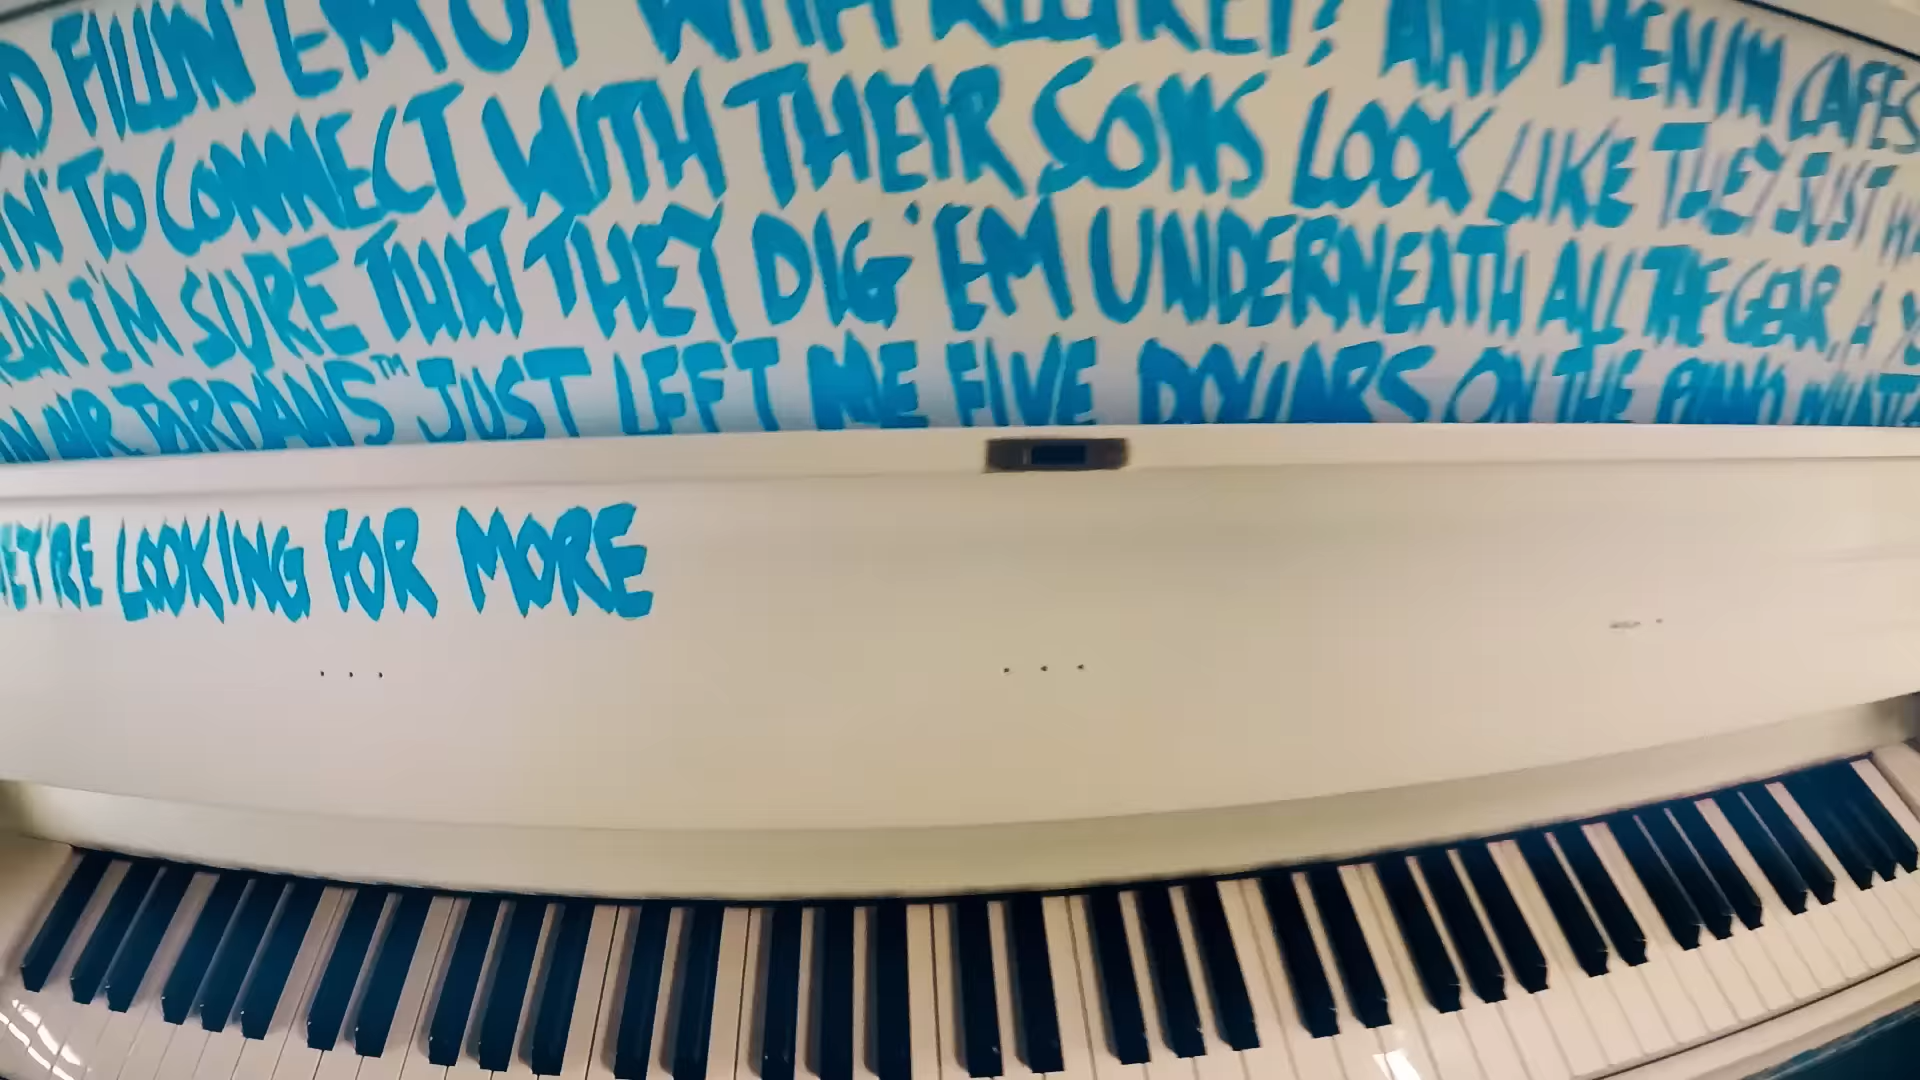 FILLIN' 'EM UP WITH REGRET? AND MEN IN CAFES
TO CONNECT WITH THEIR SONS LOOK LIKE THEY JUST
I'M SURE THAT THEY DIG 'EM UNDERNEATH ALL THE GEAR, A
AIR JORDANS™ JUST LEFT ME FIVE DOLLARS ON THE PIANO
LOOKING FOR MORE